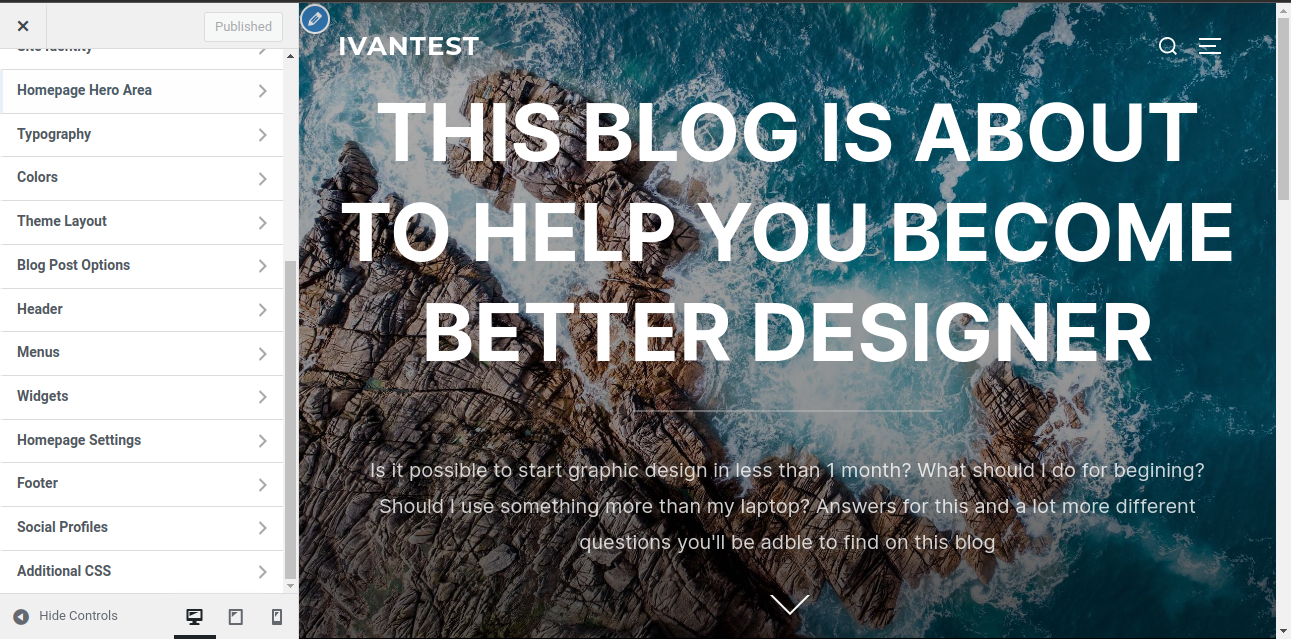 Published
Site Identity
Homepage Hero Area
Typography
Colors
Theme Layout
Blog Post Options
Header
Menus
Widgets
Homepage Settings
Footer
Social Profiles
Additional CSS
Hide Controls
IVANTEST
THIS BLOG IS ABOUT
TO HELP YOU BECOME
BETTER DESIGNER
Is it possible to start graphic design in less than 1 month? What should I do for begining?
Should I use something more than my laptop? Answers for this and a lot more different
questions you'll be adble to find on this blog